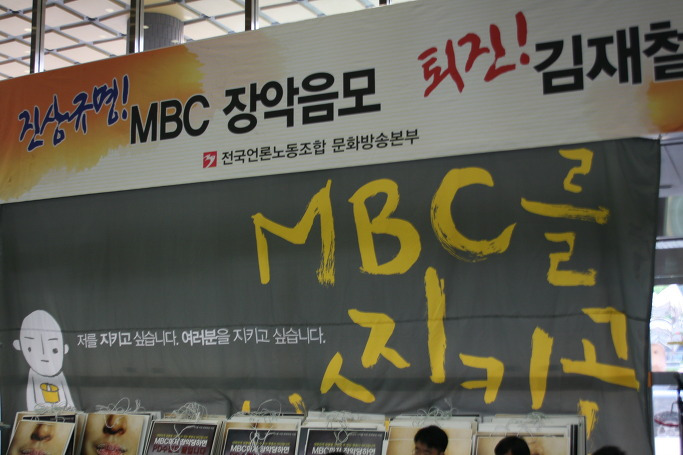 진상규명! MBC 장악음모 퇴진! 김재철
전국언론노동조합 문화방송본부
MBC를
지키고
저를 지키고 싶습니다. 여러분을 지키고 싶습니다.